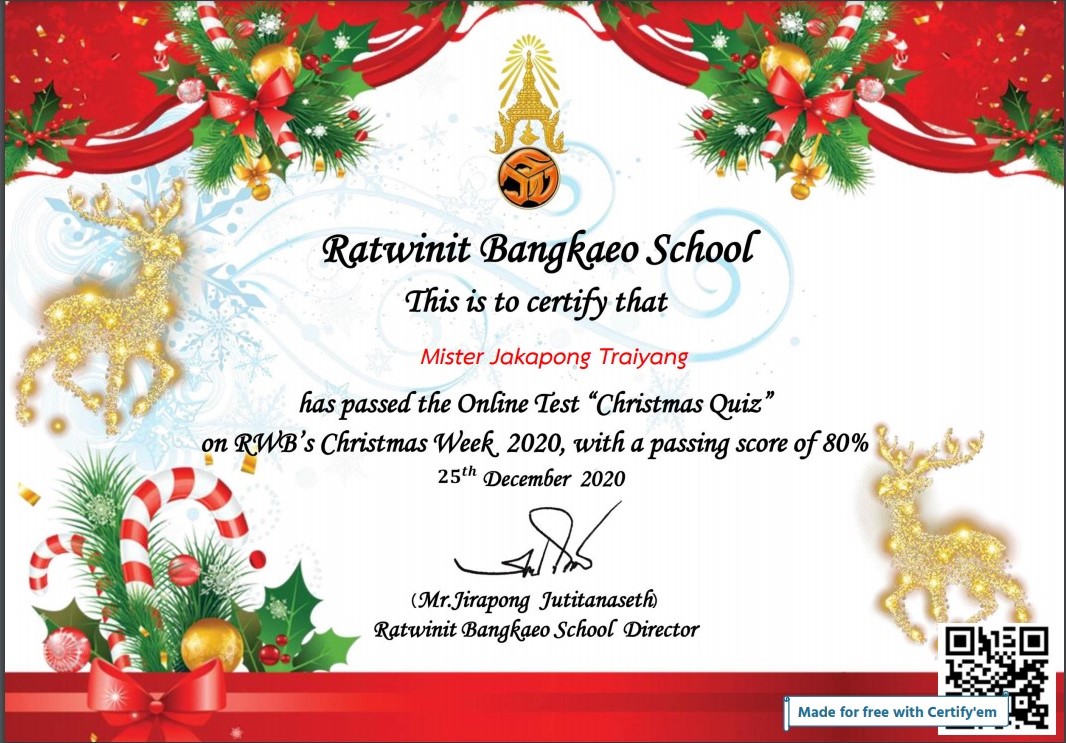 Ratwinit Bangkaeo School
This is to certify that
Mister Jakapong Traiyang
has passed the Online Test “Christmas Quiz”
on RWB’s Christmas Week 2020, with a passing score of 80%
25th December 2020
(Mr.Jirapong Jutitanaseth)
Ratwinit Bangkaeo School Director
Made for free with Certify'em